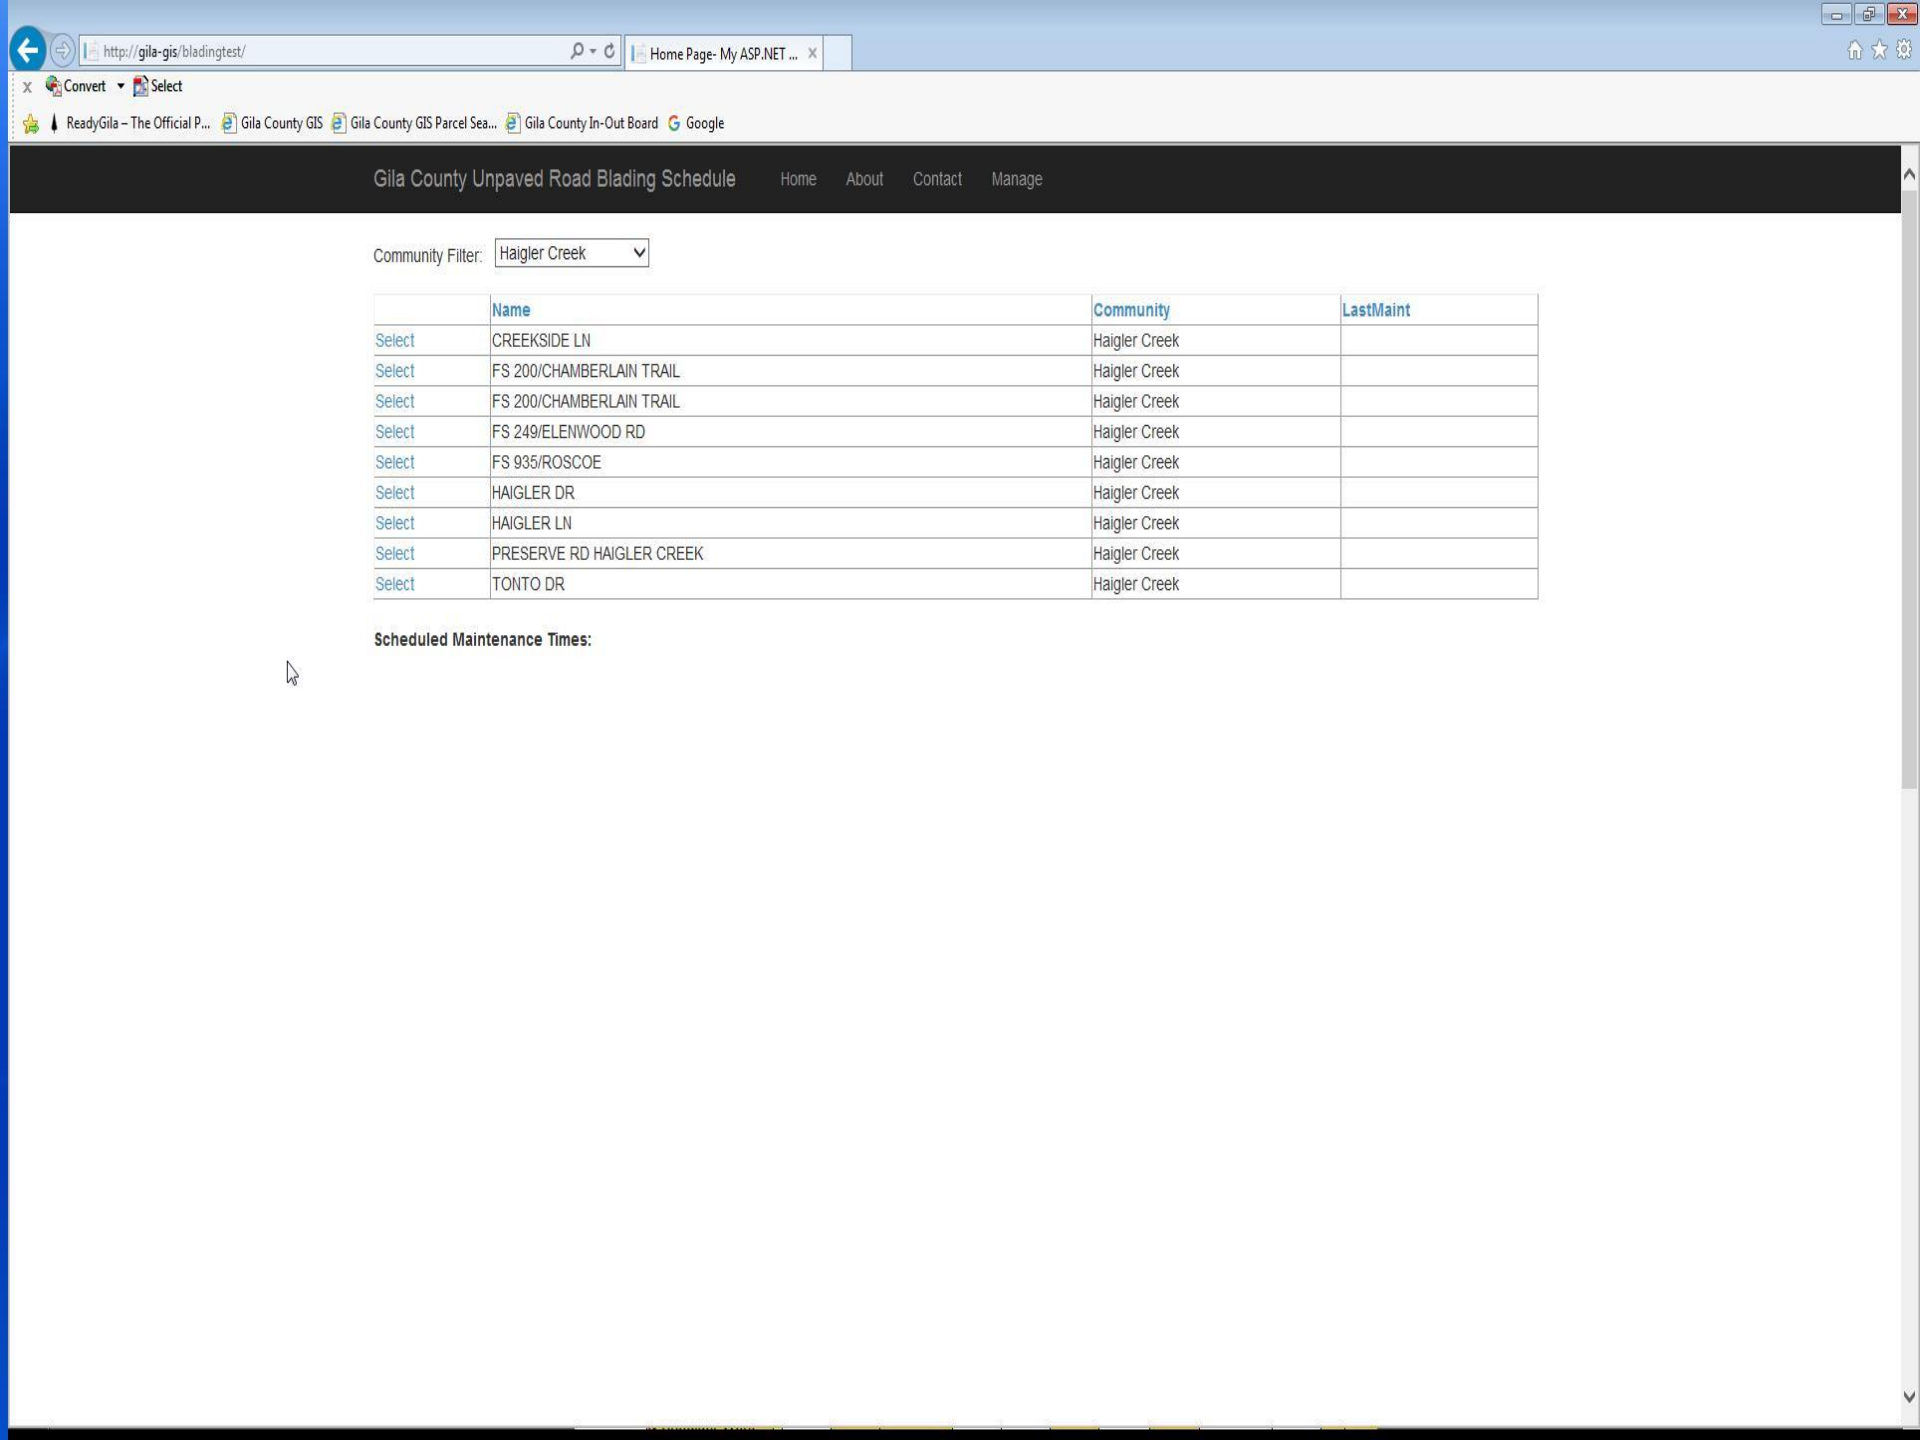 http://gila-gis/bladingtest/ Home Page- My ASP.NET ...
Convert Select
ReadyGila – The Official P... Gila County GIS Gila County GIS Parcel Sea... Gila County In-Out Board Google
Gila County Unpaved Road Blading Schedule Home About Contact Manage
Community Filter: Haigler Creek
Name Community LastMaint
Select CREEKSIDE LN Haigler Creek
Select FS 200/CHAMBERLAIN TRAIL Haigler Creek
Select FS 200/CHAMBERLAIN TRAIL Haigler Creek
Select FS 249/ELENWOOD RD Haigler Creek
Select FS 935/ROSCOE Haigler Creek
Select HAIGLER DR Haigler Creek
Select HAIGLER LN Haigler Creek
Select PRESERVE RD HAIGLER CREEK Haigler Creek
Select TONTO DR Haigler Creek
Scheduled Maintenance Times: